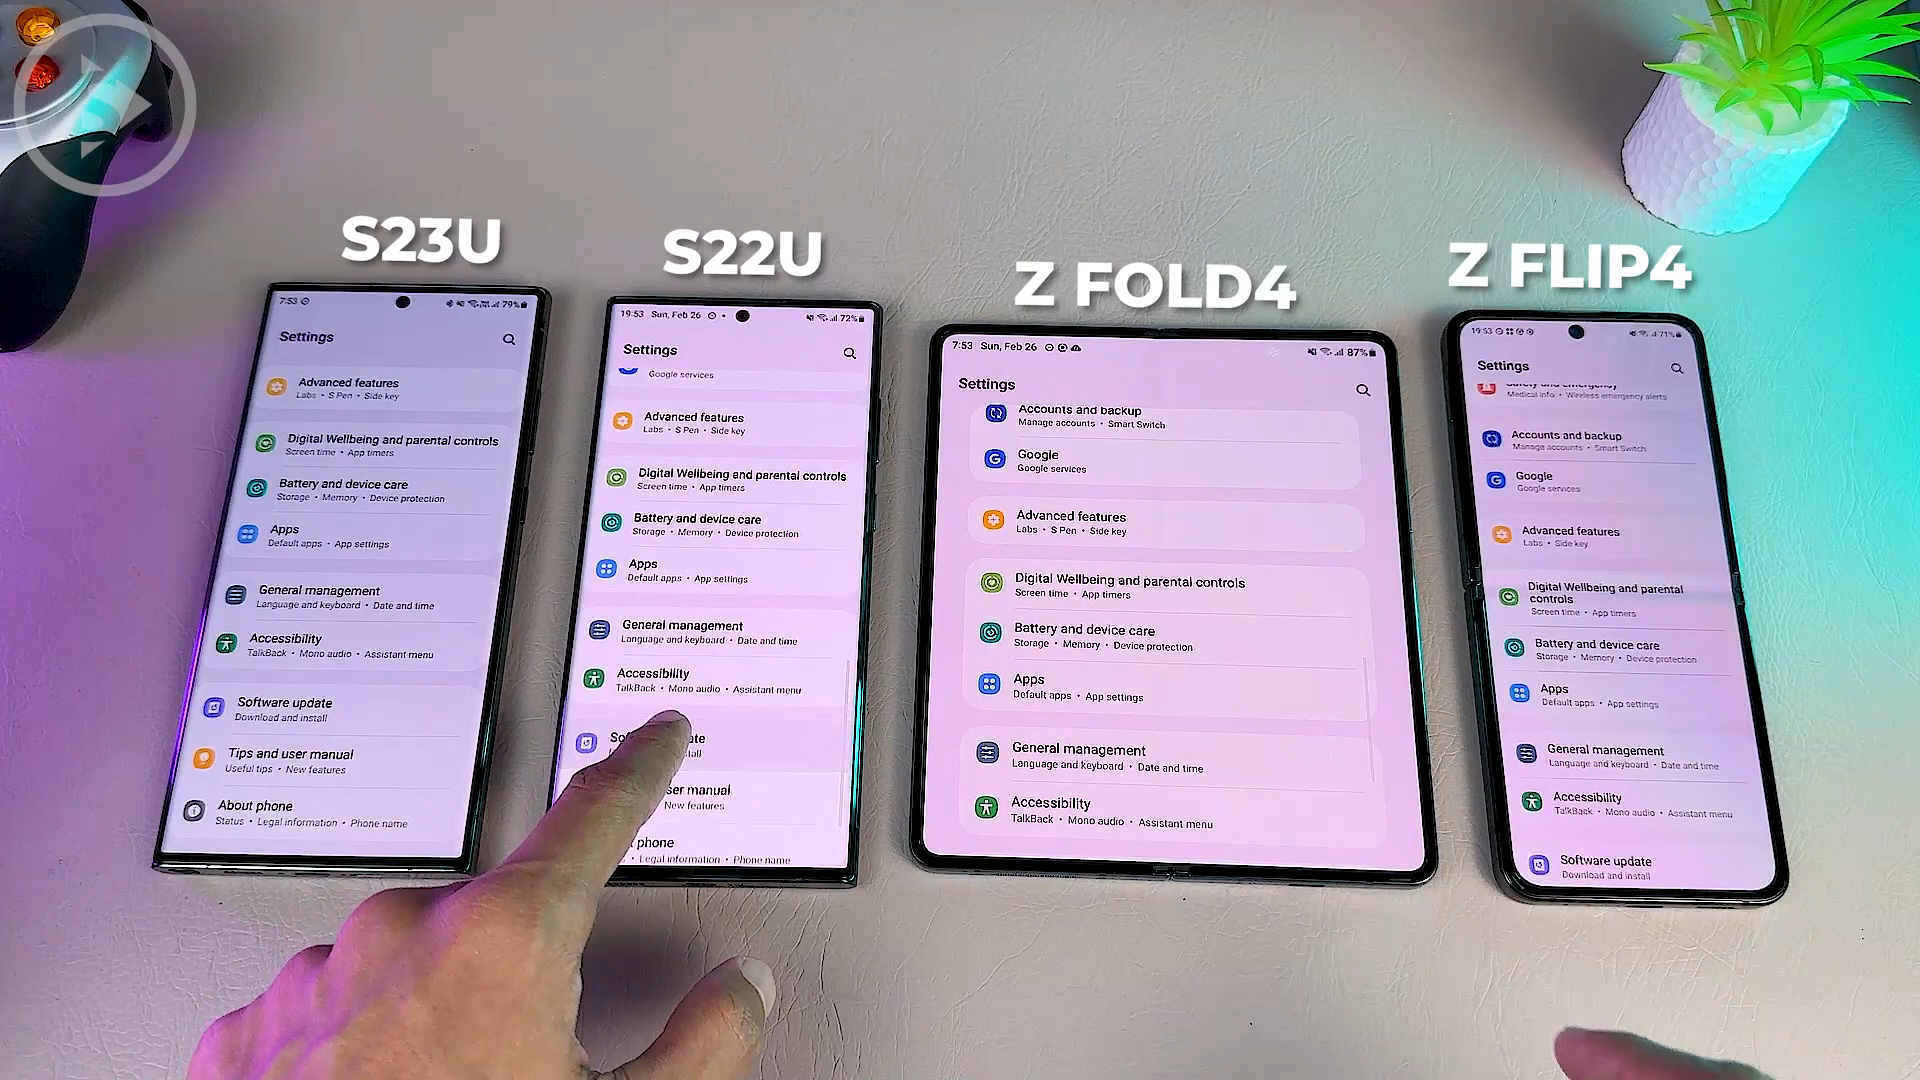 S23U
7:53
79%
Settings
Advanced features
Labs • S Pen • Side key
Digital Wellbeing and parental controls
Screen time • App timers
Battery and device care
Storage • Memory • Device protection
Apps
Default apps • App settings
General management
Language and keyboard • Date and time
Accessibility
TalkBack • Mono audio • Assistant menu
Software update
Download and install
Tips and user manual
Useful tips • New features
About phone
Status • Legal information • Phone name
S22U
19:53 Sun, Feb 26
72%
Settings
Google services
Advanced features
Labs • S Pen • Side key
Digital Wellbeing and parental controls
Screen time • App timers
Battery and device care
Storage • Memory • Device protection
Apps
Default apps • App settings
General management
Language and keyboard • Date and time
Accessibility
TalkBack • Mono audio • Assistant menu
manual
New features
phone
• Legal information • Phone name
Z FOLD4
7:53 Sun, Feb 26
87%
Settings
Accounts and backup
Manage accounts • Smart Switch
Google
Google services
Advanced features
Labs • S Pen • Side key
Digital Wellbeing and parental controls
Screen time • App timers
Battery and device care
Storage • Memory • Device protection
Apps
Default apps • App settings
General management
Language and keyboard • Date and time
Accessibility
TalkBack • Mono audio • Assistant menu
Z FLIP4
19:53
71%
Settings
Safety and emergency
Medical info • Wireless emergency alerts
Accounts and backup
Manage accounts • Smart Switch
Google
Google services
Advanced features
Labs • Side key
Digital Wellbeing and parental
controls
Screen time • App timers
Battery and device care
Storage • Memory • Device protection
Apps
Default apps • App settings
General management
Language and keyboard • Date and time
Accessibility
TalkBack • Mono audio • Assistant menu
Software update
Download and install